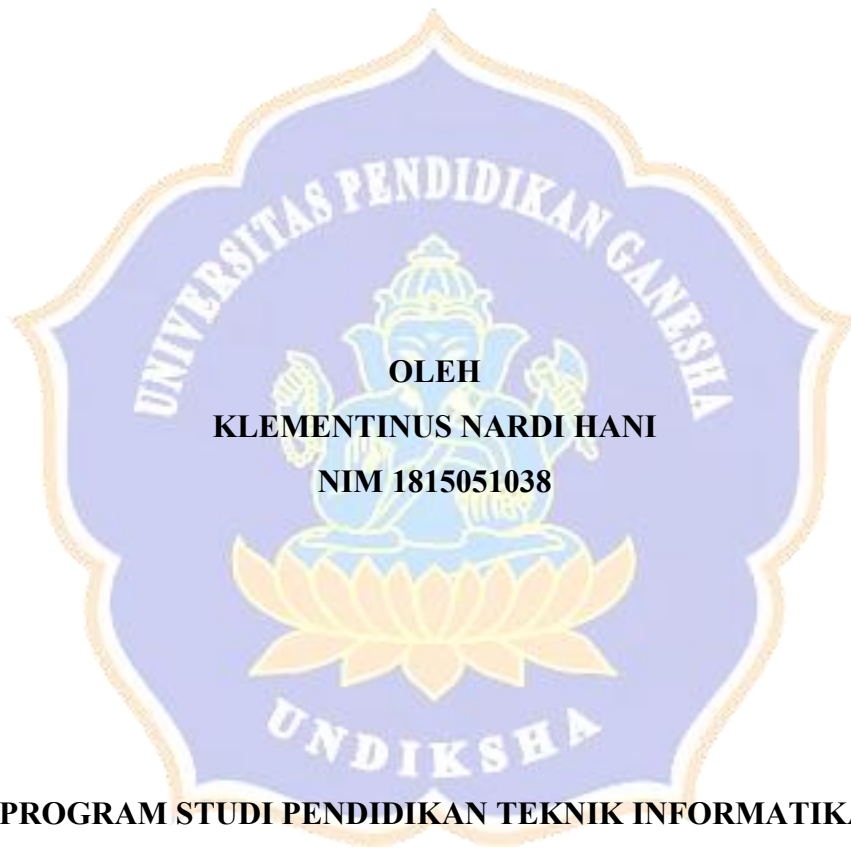 UNIVERSITAS PENDIDIKAN GANESHA
OLEH
KLEMENTINUS NARDI HANI
NIM 1815051038
UNDIKSHA
PROGRAM STUDI PENDIDIKAN TEKNIK INFORMATIKA